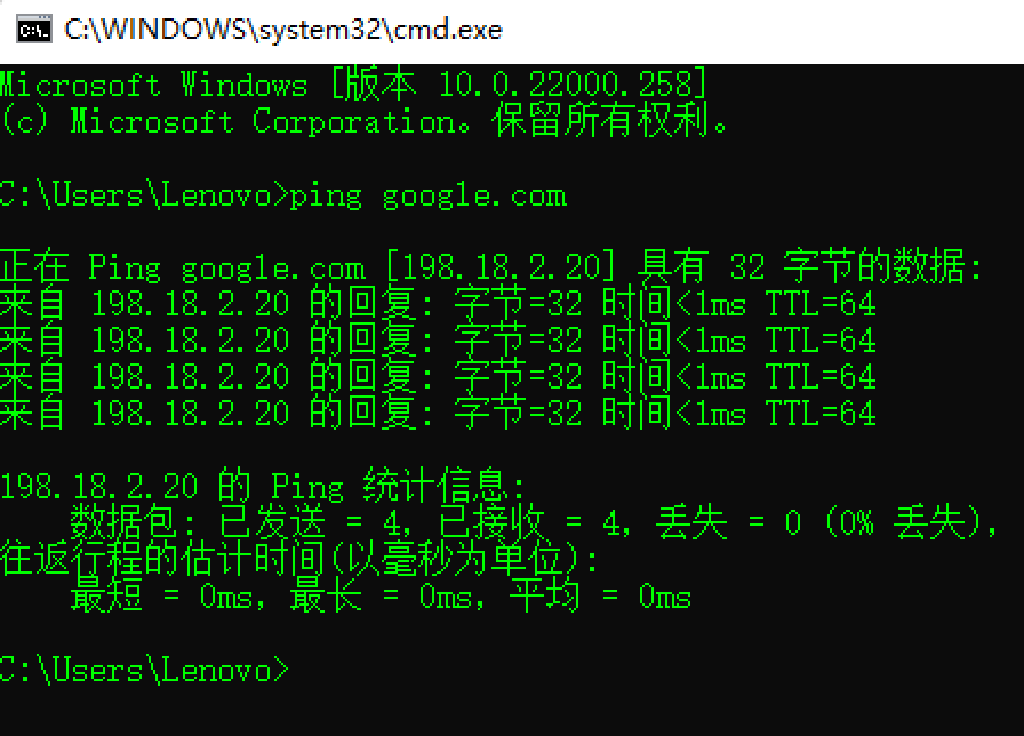 C:\WINDOWS\system32\cmd.exe
Microsoft Windows [版本 10.0.22000.258]
(c) Microsoft Corporation。保留所有权利。
C:\Users\Lenovo>ping google.com
正在 Ping google.com [198.18.2.20] 具有 32 字节的数据:
来自 198.18.2.20 的回复: 字节=32 时间<1ms TTL=64
来自 198.18.2.20 的回复: 字节=32 时间<1ms TTL=64
来自 198.18.2.20 的回复: 字节=32 时间<1ms TTL=64
来自 198.18.2.20 的回复: 字节=32 时间<1ms TTL=64
198.18.2.20 的 Ping 统计信息:
数据包: 已发送 = 4，已接收 = 4，丢失 = 0 (0% 丢失)，
往返行程的估计时间(以毫秒为单位):
最短 = 0ms，最长 = 0ms，平均 = 0ms
C:\Users\Lenovo>